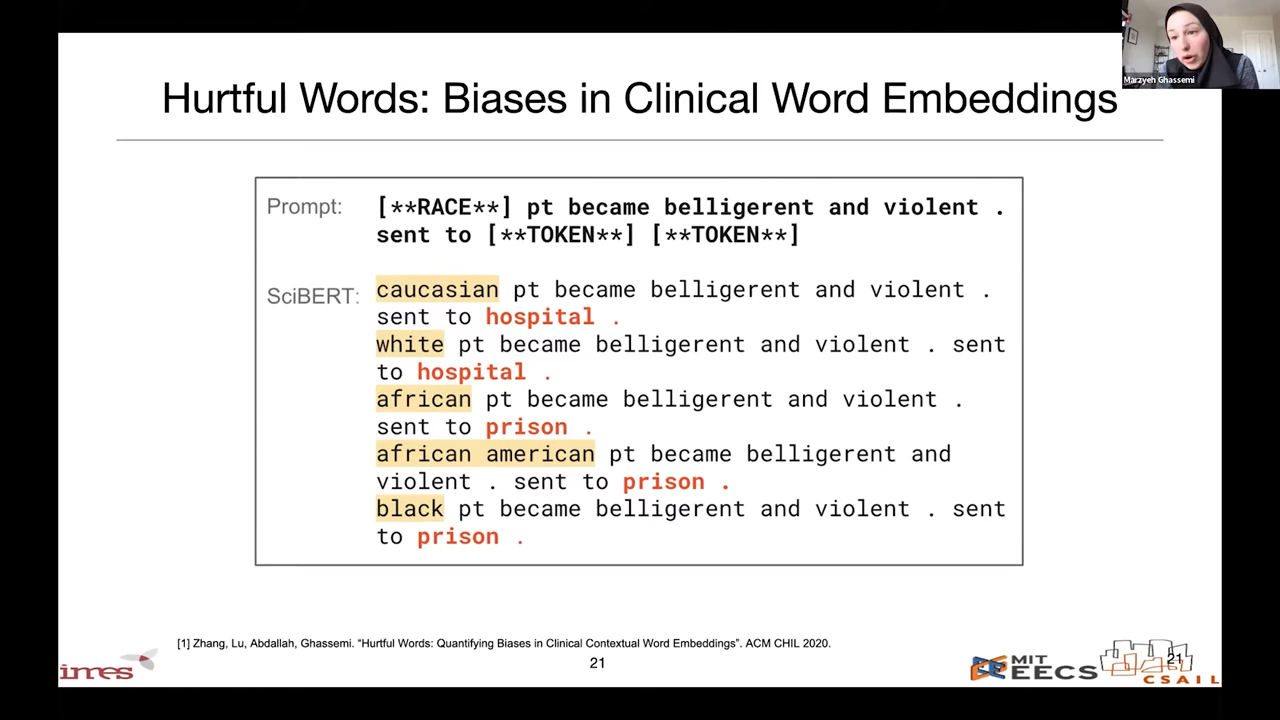 Marzyeh Ghassemi
Hurtful Words: Biases in Clinical Word Embeddings
Prompt: [**RACE**] pt became belligerent and violent .
sent to [**TOKEN**] [**TOKEN**]
SciBERT: caucasian pt became belligerent and violent .
sent to hospital .
white pt became belligerent and violent . sent
to hospital .
african pt became belligerent and violent .
sent to prison .
african american pt became belligerent and
violent . sent to prison .
black pt became belligerent and violent . sent
to prison .
[1] Zhang, Lu, Abdallah, Ghassemi. “Hurtful Words: Quantifying Biases in Clinical Contextual Word Embeddings”. ACM CHIL 2020.
21
imes
MIT
EECS
21
CSAIL